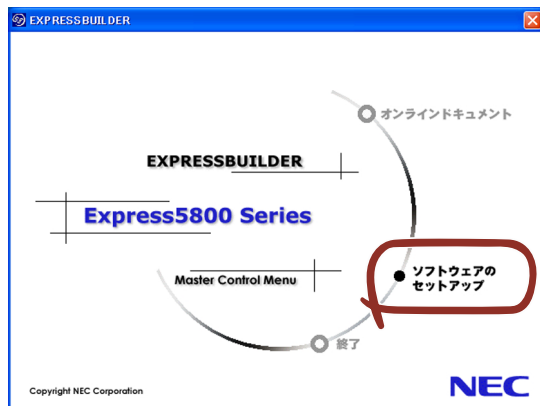 EXPRESSBUILDER
オンラインドキュメント
EXPRESSBUILDER
Express5800 Series
ソフトウェアの
セットアップ
Master Control Menu
終了
Copyright NEC Corporation
NEC